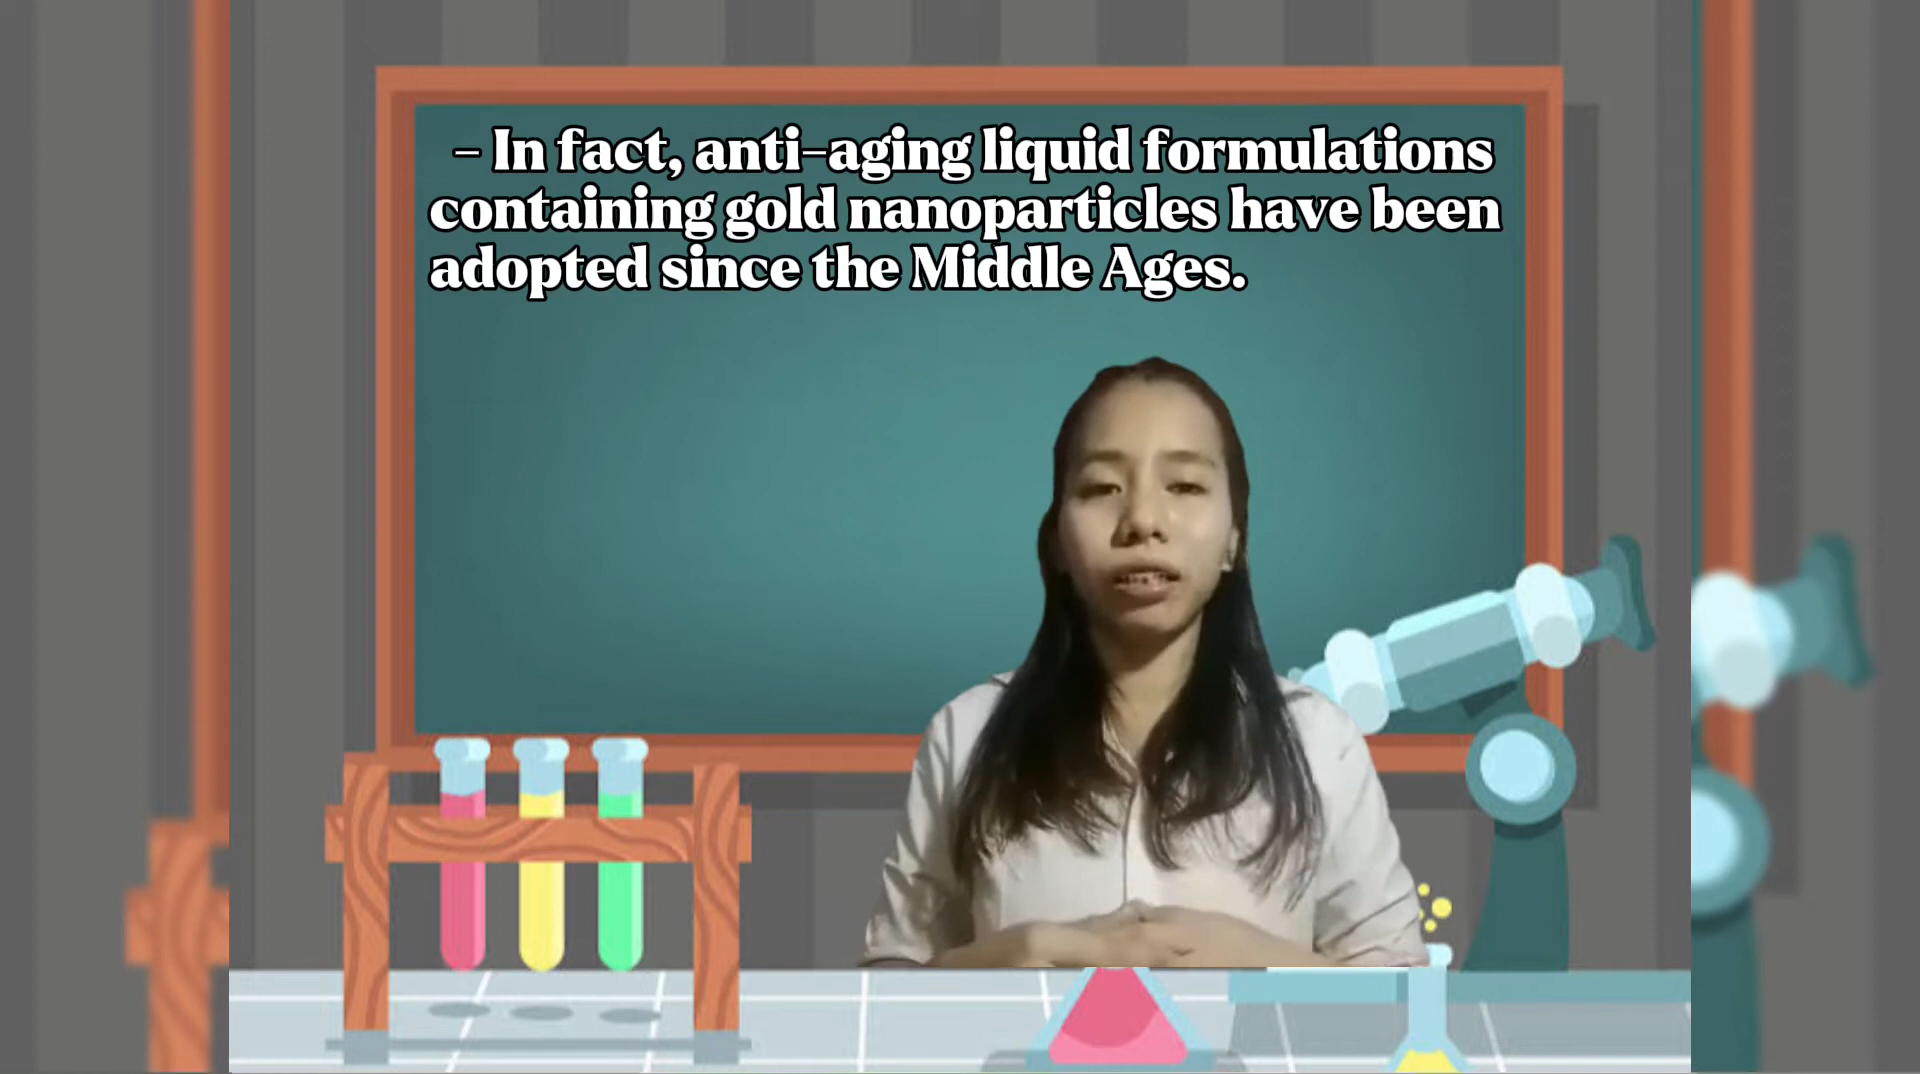 - In fact, anti-aging liquid formulations
containing gold nanoparticles have been
adopted since the Middle Ages.